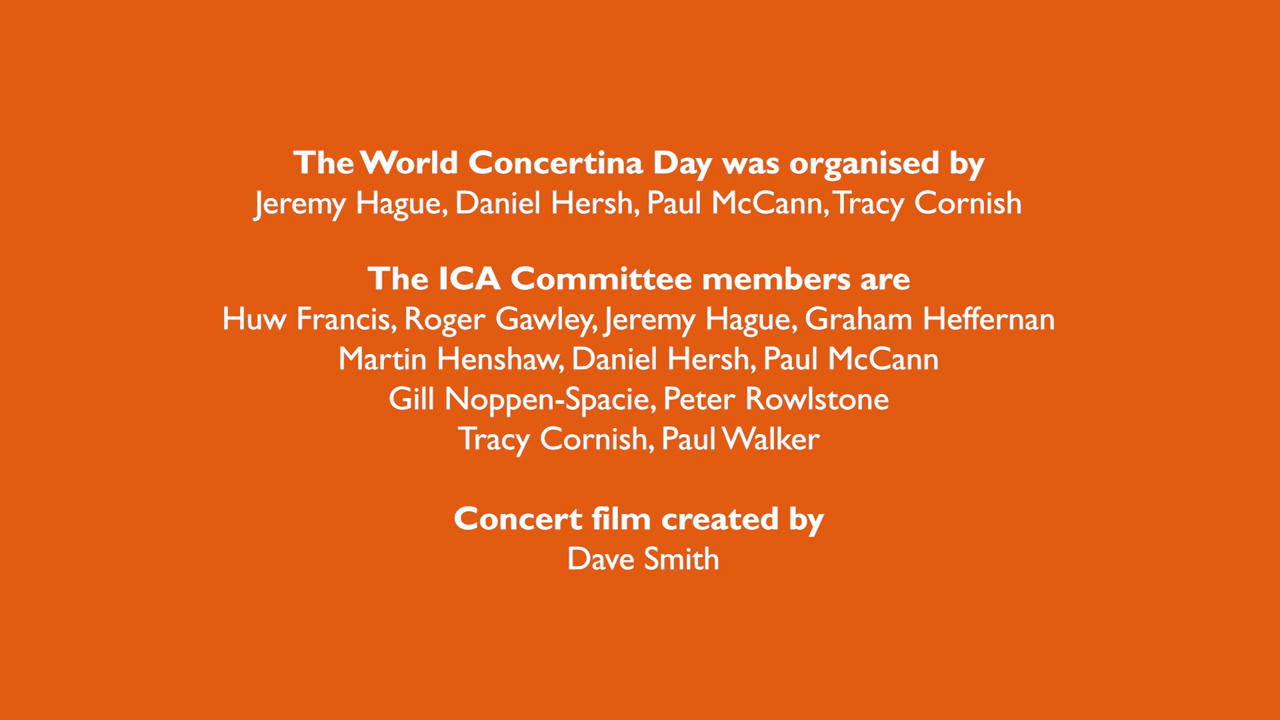 The World Concertina Day was organised by
Jeremy Hague, Daniel Hersh, Paul McCann, Tracy Cornish
The ICA Committee members are
Huw Francis, Roger Gawley, Jeremy Hague, Graham Heffernan
Martin Henshaw, Daniel Hersh, Paul McCann
Gill Noppen-Spacie, Peter Rowlstone
Tracy Cornish, Paul Walker
Concert film created by
Dave Smith